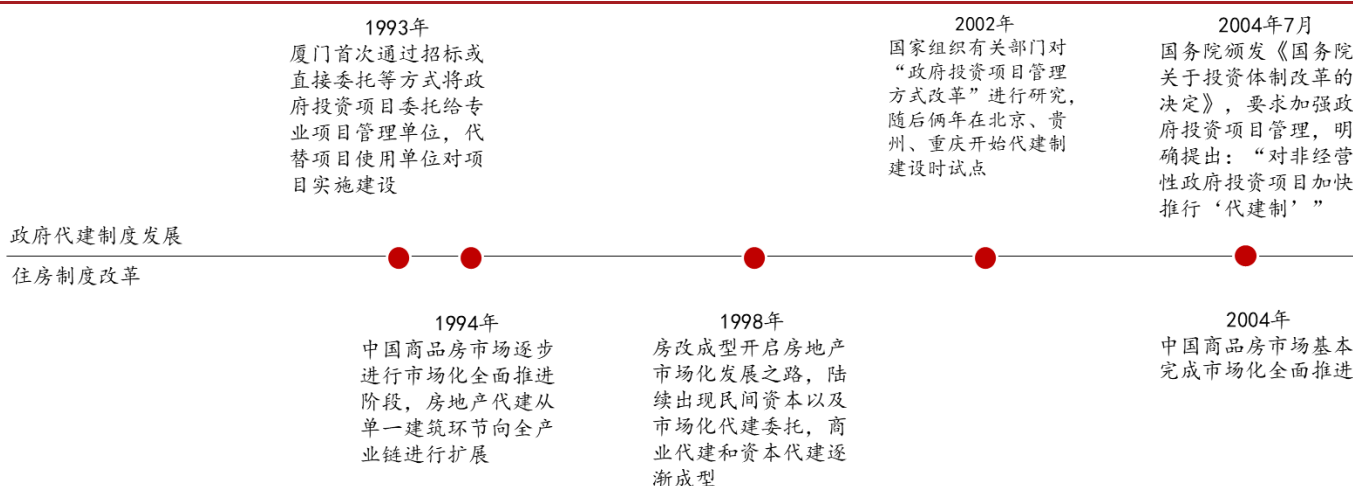 1993年
厦门首次通过招标或
直接委托等方式将政
府投资项目委托给专
业项目管理单位，代
替项目使用单位对项
目实施建设
2002年
国家组织有关部门对
“政府投资项目管理
方式改革”进行研究，
随后俩年在北京、贵
州、重庆开始代建制
建设时试点
2004年7月
国务院颁发《国务院
关于投资体制改革的
决定》，要求加强政
府投资项目管理，明
确提出：“对非经营
性政府投资项目加快
推行‘代建制’”
政府代建制度发展
住房制度改革
1994年
中国商品房市场逐步
进行市场化全面推进
阶段，房地产代建从
单一建筑环节向全产
业链进行扩展
1998年
房改成型开启房地产
市场化发展之路，陆
续出现民间资本以及
市场化代建委托，商
业代建和资本代建逐
渐成型
2004年
中国商品房市场基本
完成市场化全面推进